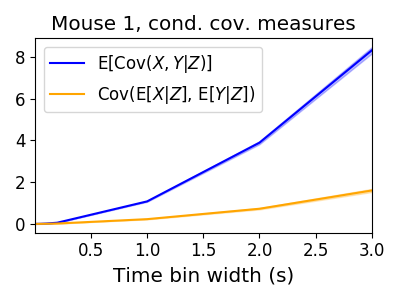 Mouse 1, cond. cov. measures
E[Cov(X, Y|Z)]
Cov(E[X|Z], E[Y|Z])
8
6
4
2
0
0.5 1.0 1.5 2.0 2.5 3.0
Time bin width (s)